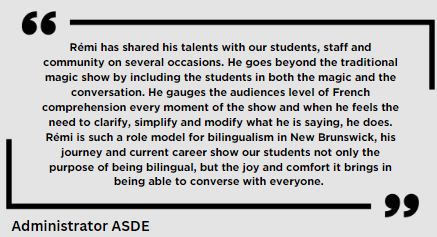 Rémi has shared his talents with our students, staff and
community on several occasions. He goes beyond the traditional
magic show by including the students in both the magic and the
conversation. He gauges the audiences level of French
comprehension every moment of the show and when he feels the
need to clarify, simplify and modify what he is saying, he does.
Rémi is such a role model for bilingualism in New Brunswick, his
journey and current career show our students not only the
purpose of being bilingual, but the joy and comfort it brings in
being able to converse with everyone.
Administrator ASDE